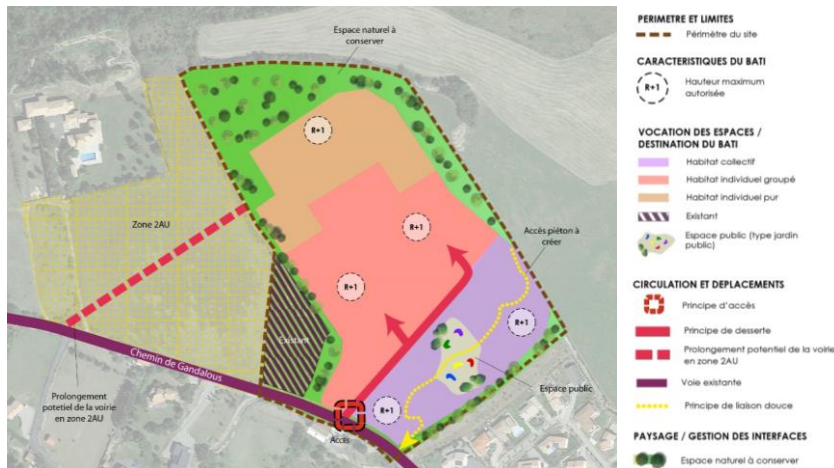 Espace naturel à
conserver
R+1
Zone 2AU
Accès piéton à
créer
R+1
R+1
R+1
Existant
Chemin de Gandalous
Prolongement
potetiel de la voirie
en zone 2AU
Espace public
R+1
Accès
PERIMETRE ET LIMITES
Périmètre du site
CARACTERISTIQUES DU BATI
R+1
Hauteur maximum
autorisée
VOCATION DES ESPACES /
DESTINATION DU BATI
Habitat collectif
Habitat individuel groupé
Habitat individuel pur
Existant
Espace public (type jardin
public)
CIRCULATION ET DEPLACEMENTS
Principe d'accès
Principe de desserte
Prolongement potentiel de la voirie
en zone 2AU
Voie existante
Principe de liaison douce
PAYSAGE / GESTION DES INTERFACES
Espace naturel à conserver